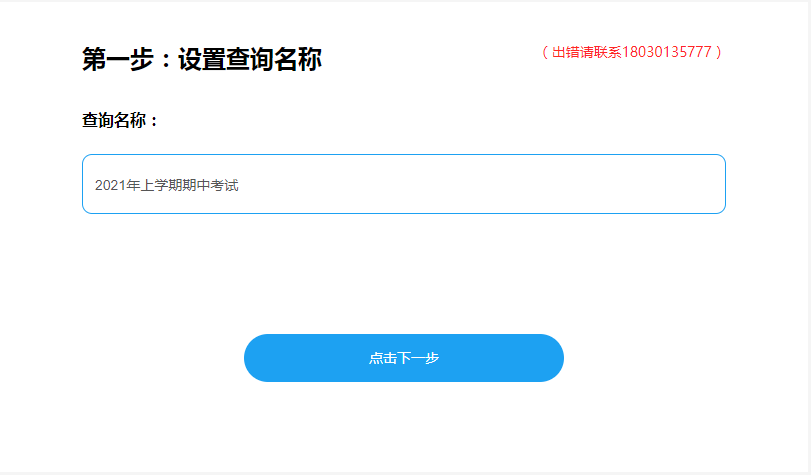 第一步：设置查询名称
（出错请联系18030135777）
查询名称：
2021年上学期期中考试
点击下一步